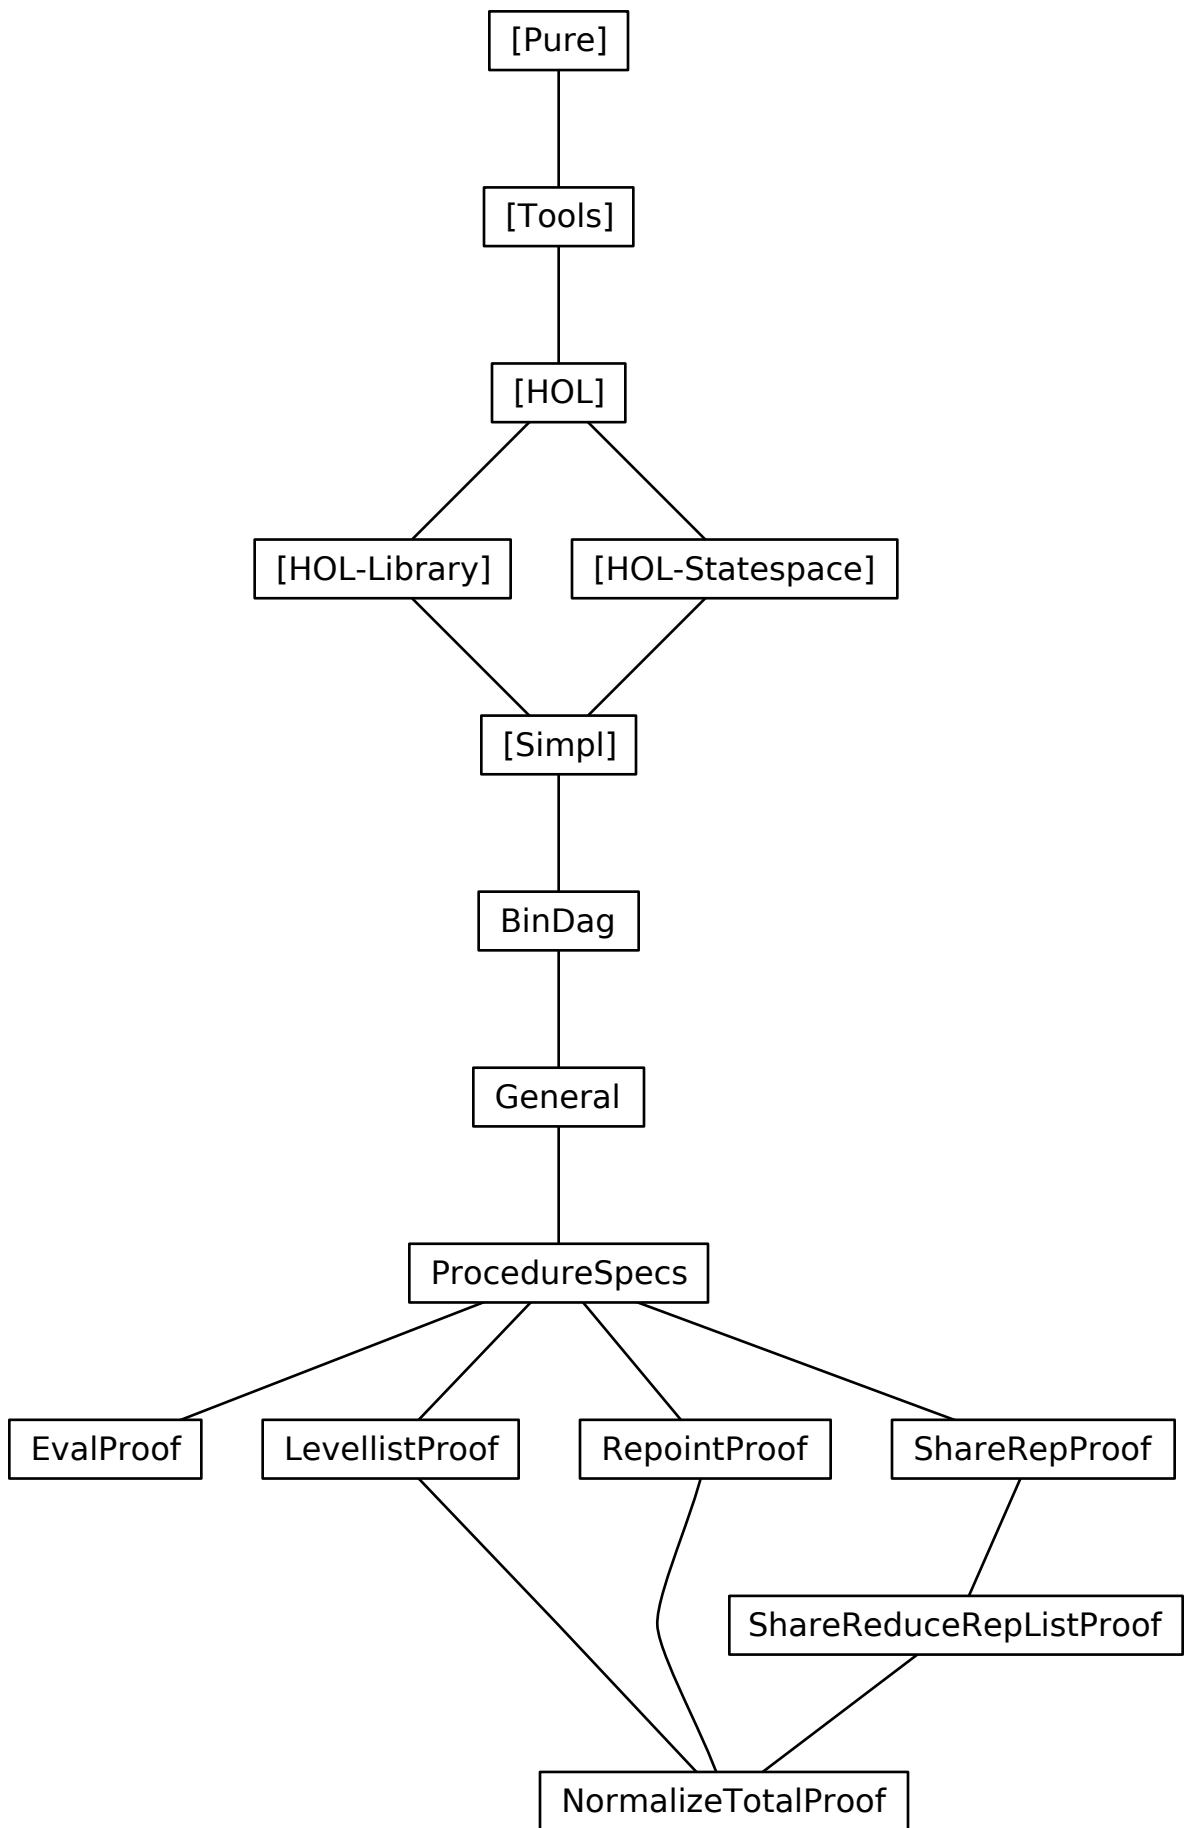 [Pure]
[Tools]
[HOL]
[HOL-Library]
[HOL-Statespace]
[Simpl]
BinDag
General
ProcedureSpecs
EvalProof
LevellistProof
RepointProof
ShareRepProof
ShareReduceRepListProof
NormalizeTotalProof